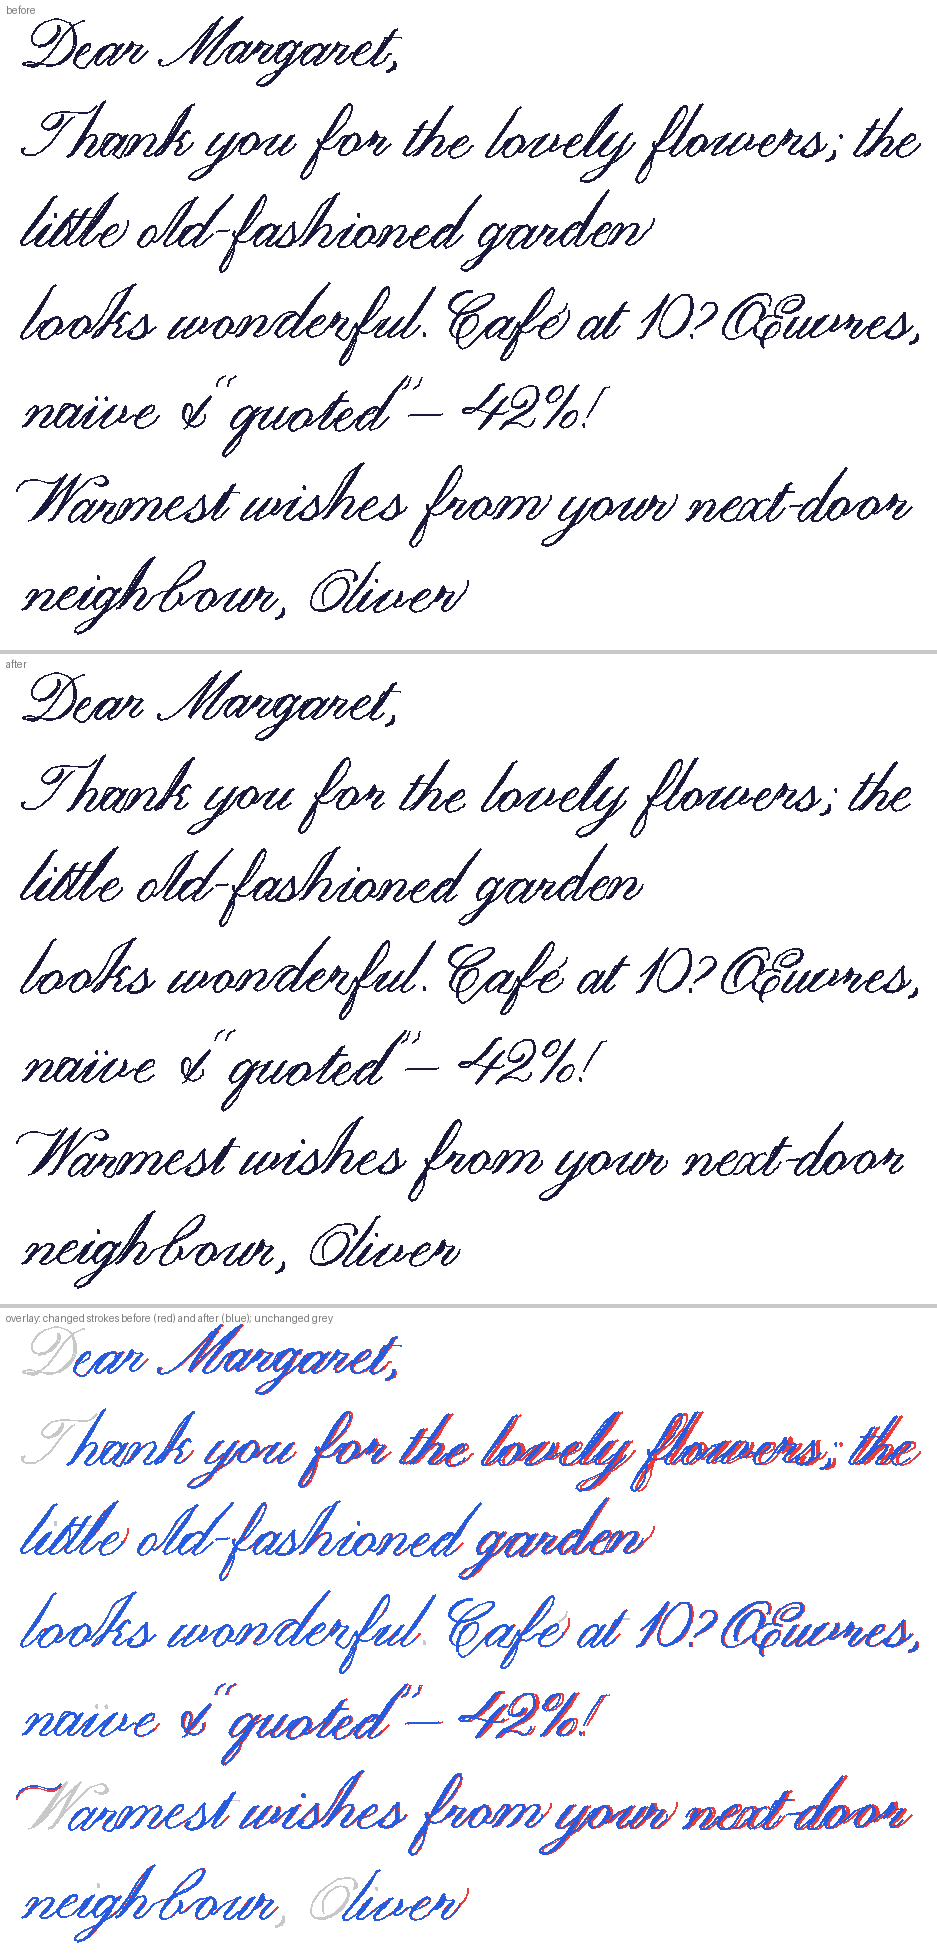 before
Dear Margaret,
Thank you for the lovely flowers; the
little old-fashioned garden
looks wonderful. Café at 10? Œuvres,
naïve & “quoted” – 42%!
Warmest wishes from your next-door
neighbour, Oliver
after
Dear Margaret,
Thank you for the lovely flowers; the
little old-fashioned garden
looks wonderful. Café at 10? Œuvres,
naïve & “quoted” – 42%!
Warmest wishes from your next-door
neighbour, Oliver
overlay: changed strokes before (red) and after (blue); unchanged grey
Dear Margaret,
Thank you for the lovely flowers; the
little old-fashioned garden
looks wonderful. Café at 10? Œuvres,
naïve & “quoted” – 42%!
Warmest wishes from your next-door
neighbour, Oliver